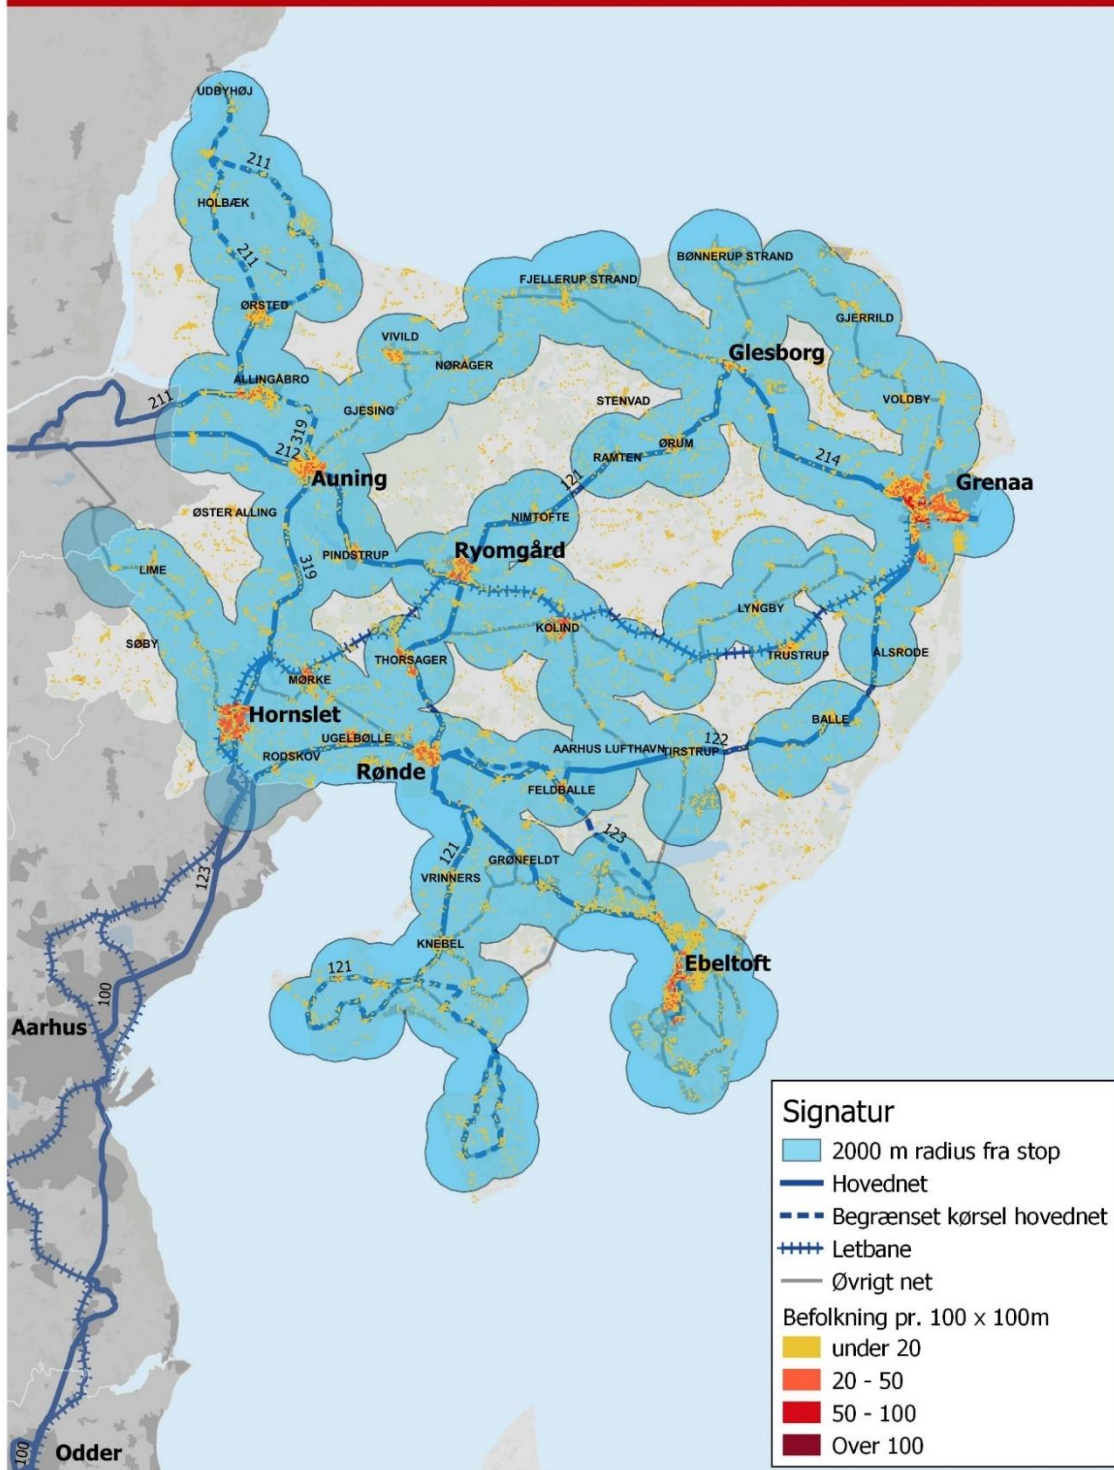 UDBYHØJ
211
HOLBÆK
211
ØRSTED
BØNNERUP STRAND
FJELLERUP STRAND
GJERRILD
VIVILD
NØRAGER
Glesborg
ALLINGÅBRO
211
GJESING
STENVAD
VOLDBY
319
212
ØRUM
RAMTEN
214
Auning
121
Grenaa
ØSTER ALLING
NIMTOFTE
PINDSTRUP
Ryomgård
319
LIME
LYNGBY
SØBY
KOLIND
THORSAGER
TRUSTRUP
ÅLSRODE
MØRKE
Hornslet
BALLE
UGELBØLLE
122
AARHUS LUFTHAVN
TIRSTRUP
RODSKOV
Rønde
FELDBALLE
123
121
GRØNFELDT
123
VRINNERS
KNEBEL
121
Ebeltoft
100
Aarhus
Signatur
2000 m radius fra stop
Hovednet
Begrænset kørsel hovednet
Letbane
Øvrigt net
Befolkning pr. 100 x 100m
under 20
20 - 50
50 - 100
Over 100
100
Odder